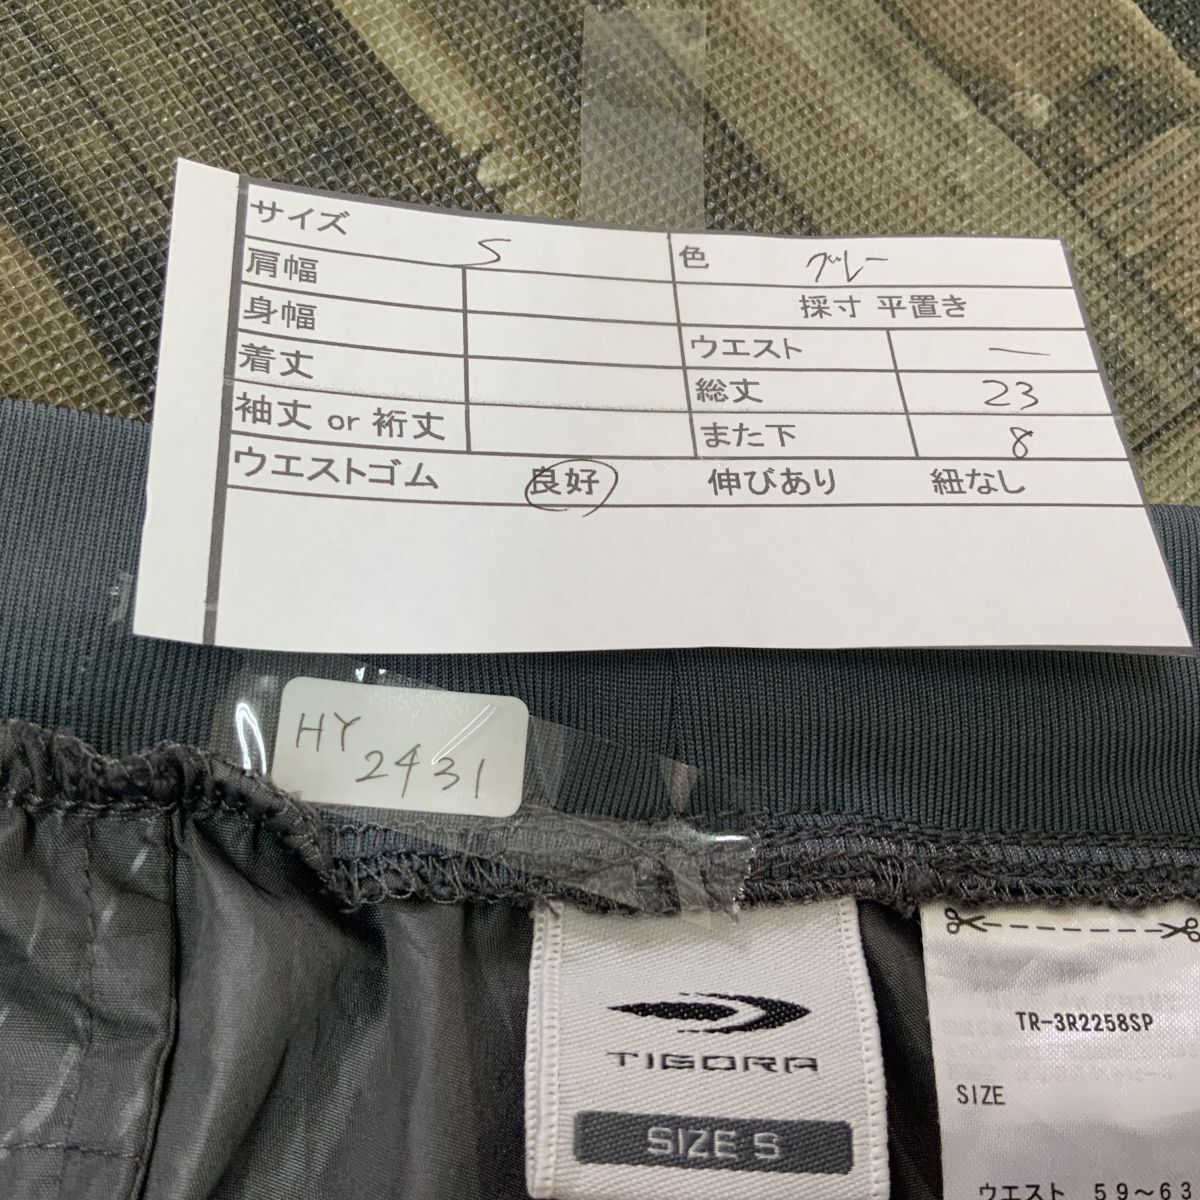 サイズ S 色 グレー
肩幅 採寸 平置き
身幅 ウエスト ー
着丈 総丈 23
袖丈 or 裄丈 また下 8
ウエストゴム 良好 伸びあり 紐なし
HY
2431
TIGORA
SIZE S
TR-3R2258SP
SIZE
ウエスト 59～63